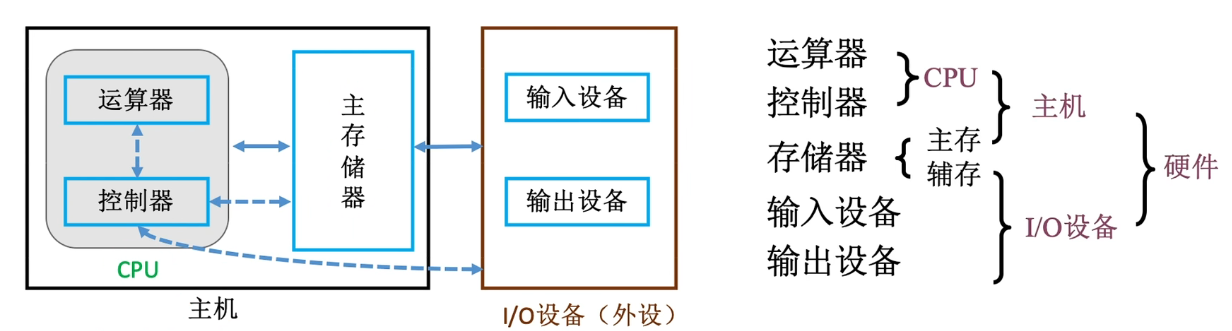 运算器
控制器
CPU
主存储器
主机
输入设备
输出设备
I/O设备（外设）
运算器
控制器
CPU
存储器
主存
辅存
输入设备
输出设备
主机
I/O设备
硬件